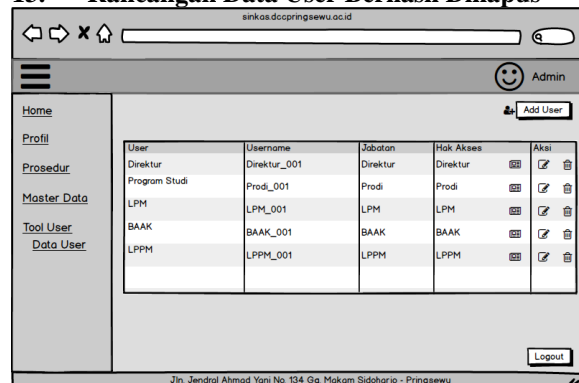 15. Rancangan Data User Berhasil Dihapus
sinkas.dccpringsewu.ac.id
Admin
Home
Profil
Prosedur
Master Data
Tool User
Data User
Add User
User Username Jabatan Hak Akses Aksi
Direktur Direktur_001 Direktur Direktur
Program Studi Prodi_001 Prodi Prodi
LPM LPM_001 LPM LPM
BAAK BAAK_001 BAAK BAAK
LPPM LPPM_001 LPPM LPPM
Logout
Jln. Jendral Ahmad Yani No. 134 Gg. Makam Sidoharjo - Pringsewu